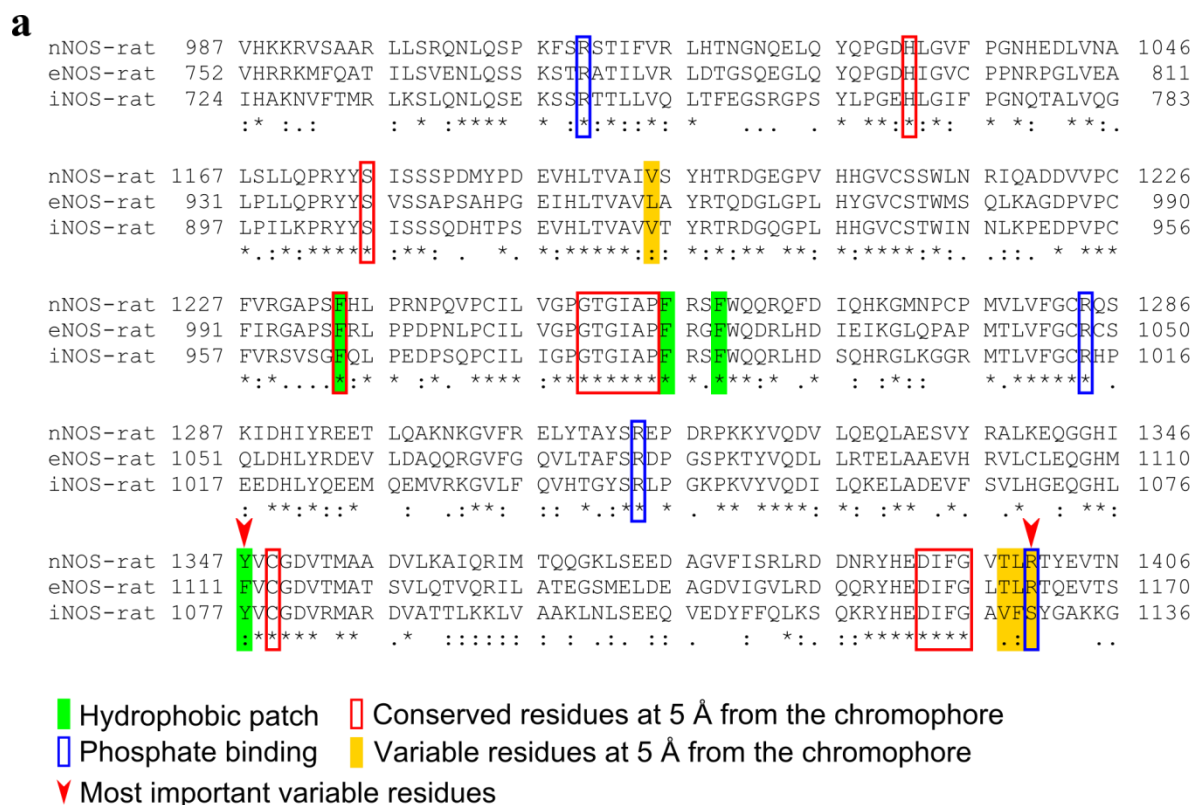 a
nNOS-rat 987 VHKKRVSAAR LLSRQNLQSP KFSRSTIFVR LHTNGNQELQ YQPGDHLGVF PGNHEDLVNA 1046
eNOS-rat 752 VHRRKMFQAT ILSVENLQSS KSTRATILVR LDTGSQEGLQ YQPGDHIGVC PPNRPGLVEA 811
iNOS-rat 724 IHAKNVFTMR LKSLQNLQSE KSSRTTLLVQ LTFEGSRGPS YLPGEHLGIF PGNQTALVQG 783
:* :.: : * :**** * :*:*::*: * ... . * **:*:*: * *: **:.
nNOS-rat 1167 LSLLQPRYYS ISSSPDMYPD EVHLTVAIVS YHTRDGEGPV HHGVCSSWLN RIQADDVVPC 1226
eNOS-rat 931 LPLLQPRYYS VSSAPSAHPG EIHLTVAVLA YRTQDGLGPL HYGVCSTWMS QLKAGDPVPC 990
iNOS-rat 897 LPILKPRYYS ISSSQDHTPS EVHLTVAVVT YRTRDGQGPL HHGVCSTWIN NLKPEDPVPC 956
*.:*:***** :**: . *. *:*****::: *:*:** **: *:****:*:. .::. * ***
nNOS-rat 1227 FVRGAPSFHL PRNPQVPCIL VGPGTGIAPF RSFWQQRQFD IQHKGMNPCP MVLVFGCRQS 1286
eNOS-rat 991 FIRGAPSFRL PPDPNLPCIL VGPGTGIAPF RGFWQDRLHD IEIKGLQPAP MTLVFGCRCS 1050
iNOS-rat 957 FVRSVSGFQL PEDPSQPCIL IGPGTGIAPF RSFWQQRLHD SQHRGLKGGR MTLVFGCRHP 1016
*:*....*:* * :*. **** :********* *.***:* .* : :*:: *.****** .
nNOS-rat 1287 KIDHIYREET LQAKNKGVFR ELYTAYSREP DRPKKYVQDV LQEQLAESVY RALKEQGGHI 1346
eNOS-rat 1051 QLDHLYRDEV LDAQQRGVFG QVLTAFSRDP GSPKTYVQDL LRTELAAEVH RVLCLEQGHM 1110
iNOS-rat 1017 EEDHLYQEEM QEMVRKGVLF QVHTGYSRLP GKPKVYVQDI LQKELADEVF SVLHGEQGHL 1076
: **:*::* : .:**: :: *.:** * . ** ****: *: :** .*. .* : **:
nNOS-rat 1347 YVCGDVTMAA DVLKAIQRIM TQQGKLSEED AGVFISRLRD DNRYHEDIFG VTLRTYEVTN 1406
eNOS-rat 1111 FVCGDVTMAT SVLQTVQRIL ATEGSMELDE AGDVIGVLRD QQRYHEDIFG LTLRTQEVTS 1170
iNOS-rat 1077 YVCGDVRMAR DVATTLKKLV AAKLNLSEEQ VEDYFFQLKS QKRYHEDIFG AVFSYGAKKG 1136
:***** ** .* ::::::: : : .:. :: . : *:. ::******** .: ..
Hydrophobic patch
Conserved residues at 5 Å from the chromophore
Phosphate binding
Variable residues at 5 Å from the chromophore
Most important variable residues